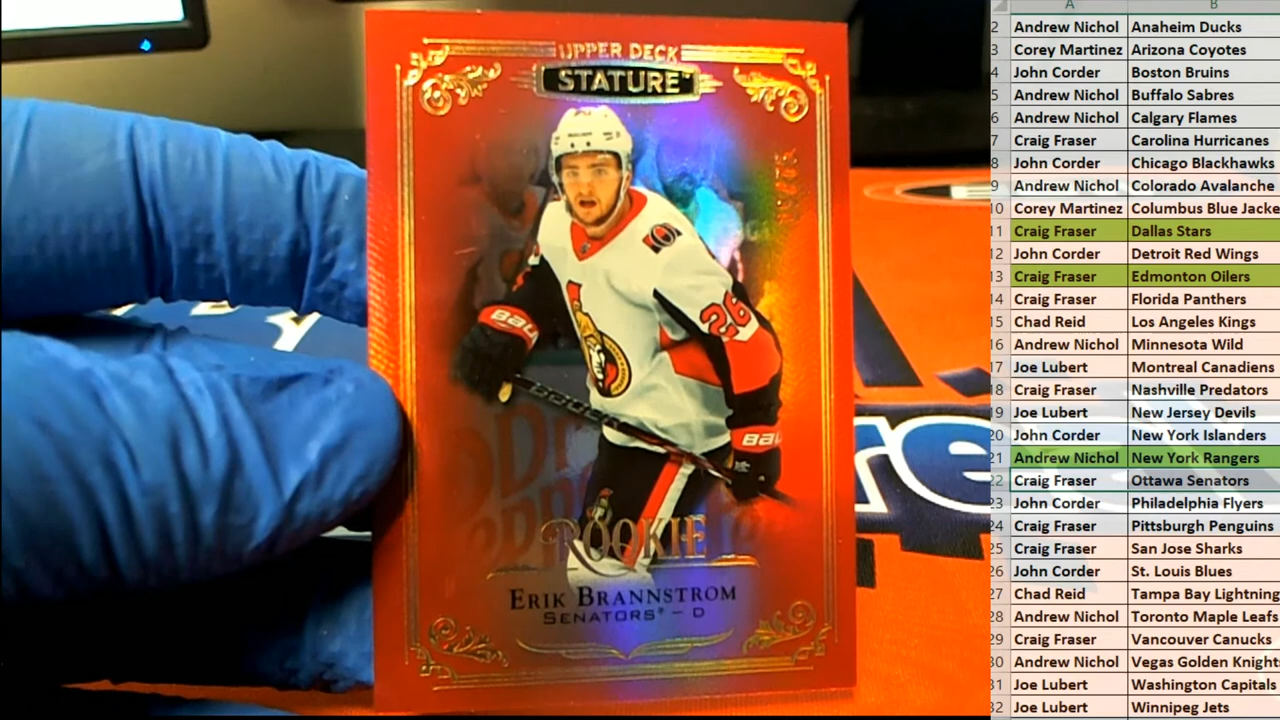 UPPER DECK
STATURE™
26
BAU
BAU
BAUER
ROOKIE
ERIK BRANNSTROM
SENATORS® – D
A B
2 Andrew Nichol Anaheim Ducks
3 Corey Martinez Arizona Coyotes
4 John Corder Boston Bruins
5 Andrew Nichol Buffalo Sabres
6 Andrew Nichol Calgary Flames
7 Craig Fraser Carolina Hurricanes
8 John Corder Chicago Blackhawks
9 Andrew Nichol Colorado Avalanche
10 Corey Martinez Columbus Blue Jacke
11 Craig Fraser Dallas Stars
12 John Corder Detroit Red Wings
13 Craig Fraser Edmonton Oilers
14 Craig Fraser Florida Panthers
15 Chad Reid Los Angeles Kings
16 Andrew Nichol Minnesota Wild
17 Joe Lubert Montreal Canadiens
18 Craig Fraser Nashville Predators
19 Joe Lubert New Jersey Devils
20 John Corder New York Islanders
21 Andrew Nichol New York Rangers
22 Craig Fraser Ottawa Senators
23 John Corder Philadelphia Flyers
24 Craig Fraser Pittsburgh Penguins
25 Craig Fraser San Jose Sharks
26 John Corder St. Louis Blues
27 Chad Reid Tampa Bay Lightning
28 Andrew Nichol Toronto Maple Leafs
29 Craig Fraser Vancouver Canucks
30 Andrew Nichol Vegas Golden Knight
31 Joe Lubert Washington Capitals
32 Joe Lubert Winnipeg Jets